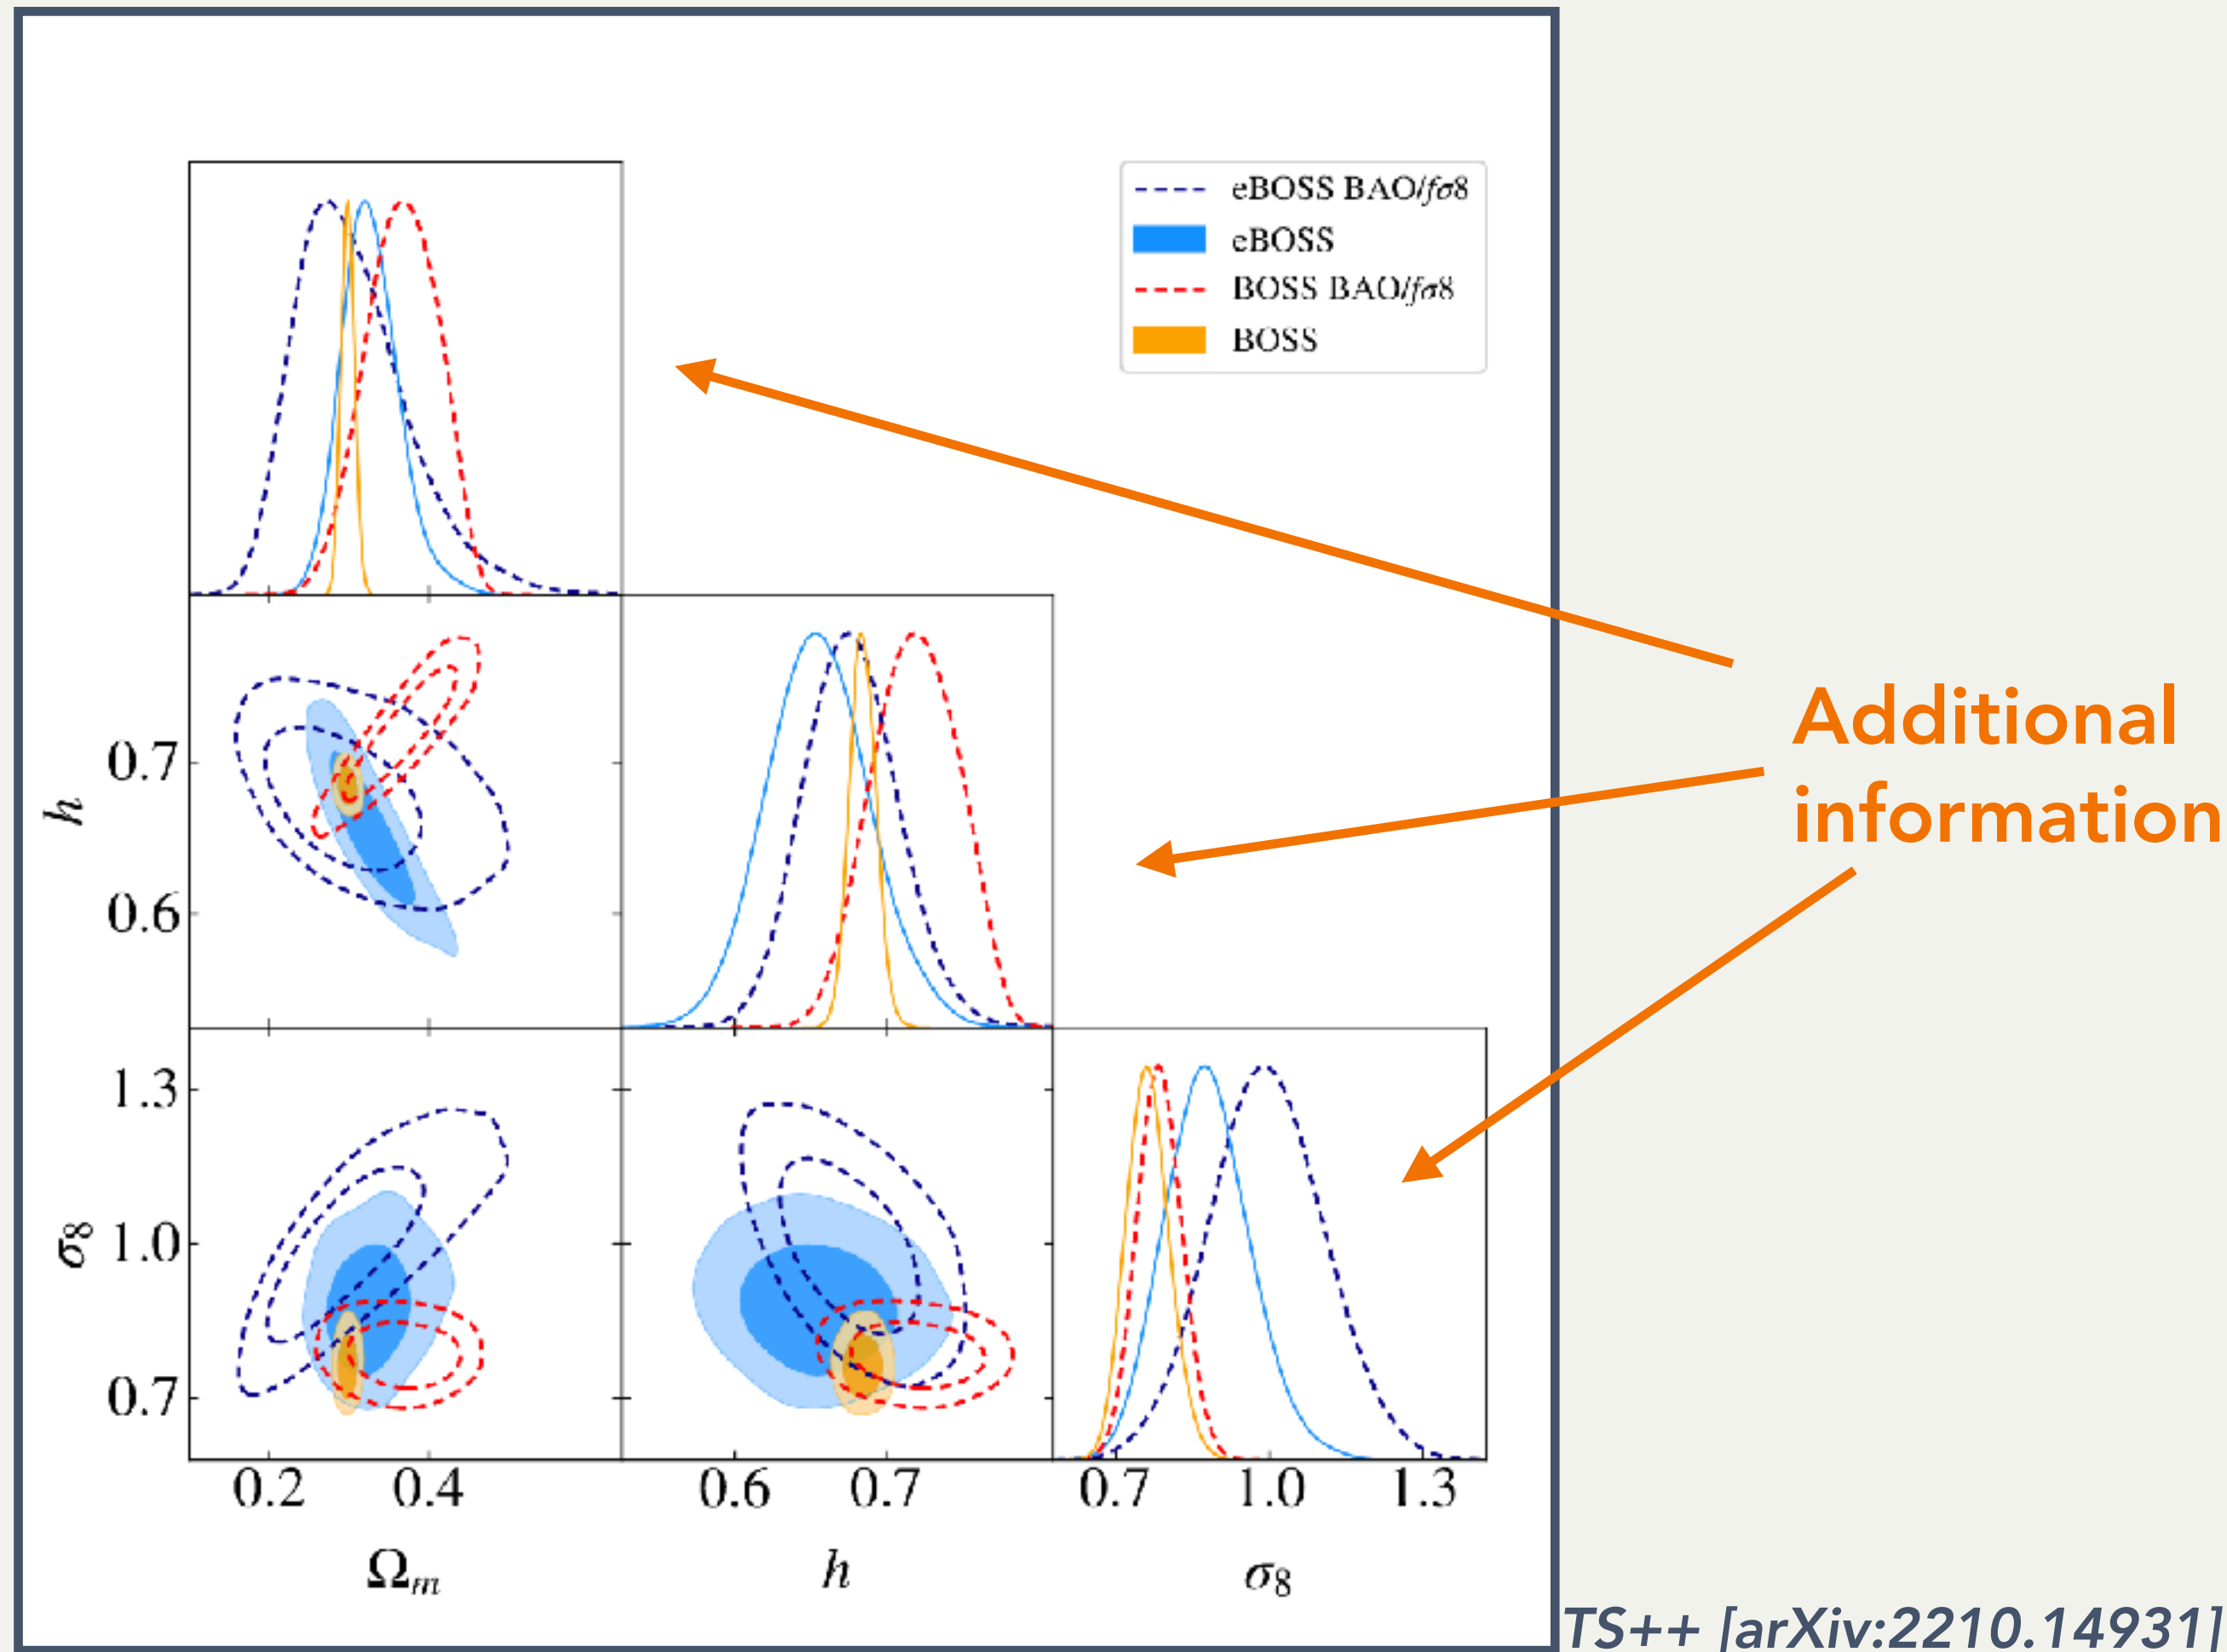 eBOSS BAO/fσ8
eBOSS
BOSS BAO/fσ8
BOSS
Additional
information
h
0.7
0.6
σ8
1.3
1.0
0.7
0.2 0.4 0.6 0.7 0.7 1.0 1.3
Ωm h σ8
TS++ [arXiv:2210.14931]